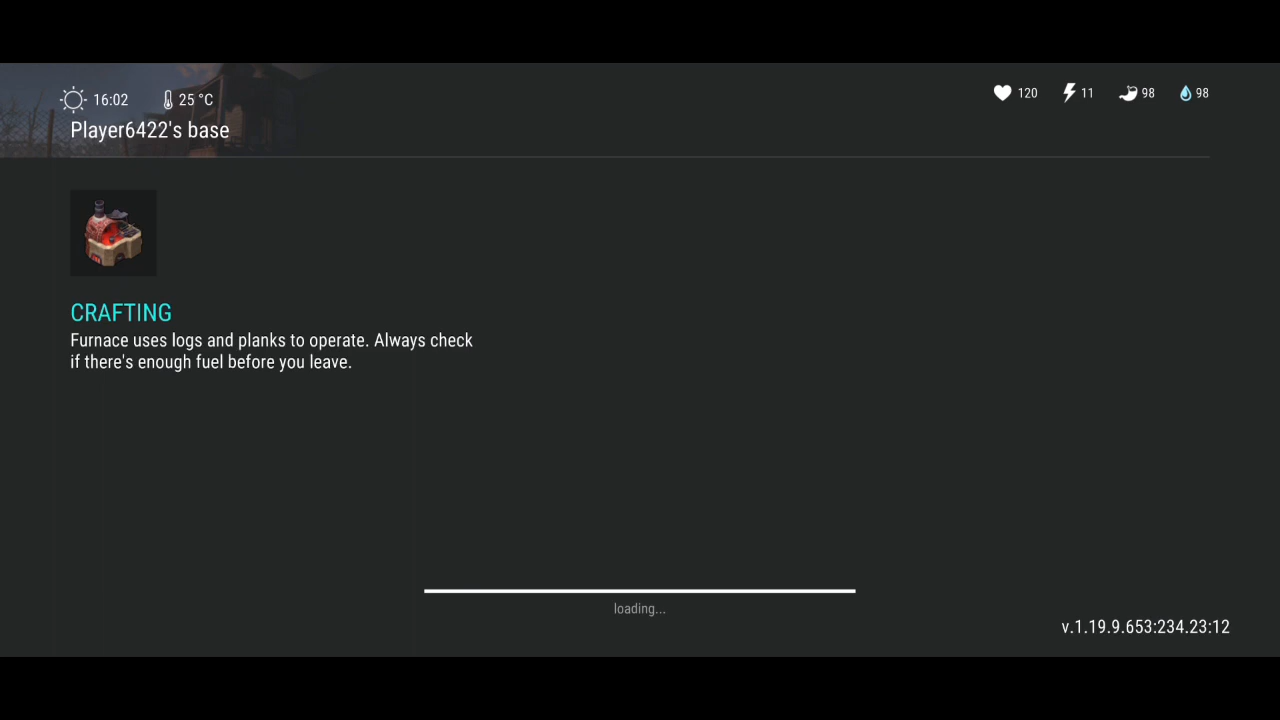 16:02 25 °C 120 11 98 98
Player6422's base
CRAFTING
Furnace uses logs and planks to operate. Always check
if there's enough fuel before you leave.
loading...
v.1.19.9.653:234.23:12